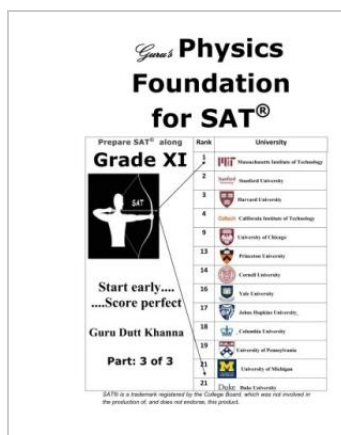 Guru's Physics
Foundation
for SAT®
Prepare SAT® along
Grade XI
SAT
Start early....
....Score perfect
Guru Dutt Khanna
Part: 3 of 3
Rank University
1 MIT Massachusetts Institute of Technology
2 Stanford Stanford University
3 Harvard University
4 Caltech California Institute of Technology
9 University of Chicago
13 Princeton University
14 Cornell University
16 Yale University
17 Johns Hopkins University
18 Columbia University
19 University of Pennsylvania
21 M University of Michigan
21 Duke Duke University
SAT® is a trademark registered by the College Board, which was not involved in
the production of, and does not endorse, this product.